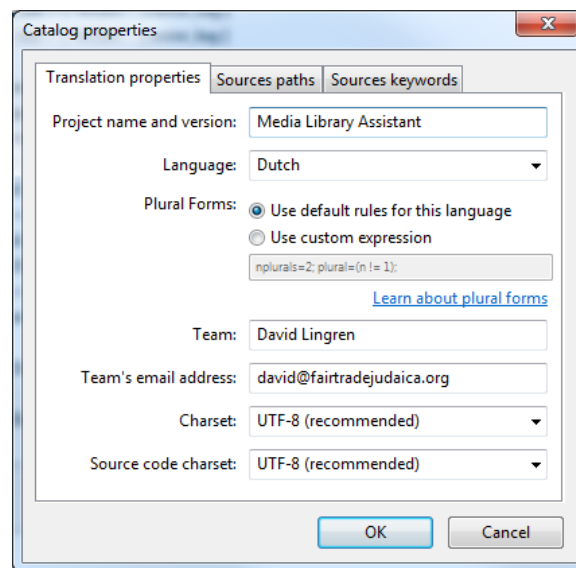 Catalog properties
Translation properties Sources paths Sources keywords
Project name and version: Media Library Assistant
Language: Dutch
Plural Forms: Use default rules for this language
Use custom expression
nplurals=2; plural=(n != 1);
Learn about plural forms
Team: David Lingren
Team's email address: david@fairtradejudaica.org
Charset: UTF-8 (recommended)
Source code charset: UTF-8 (recommended)
OK Cancel